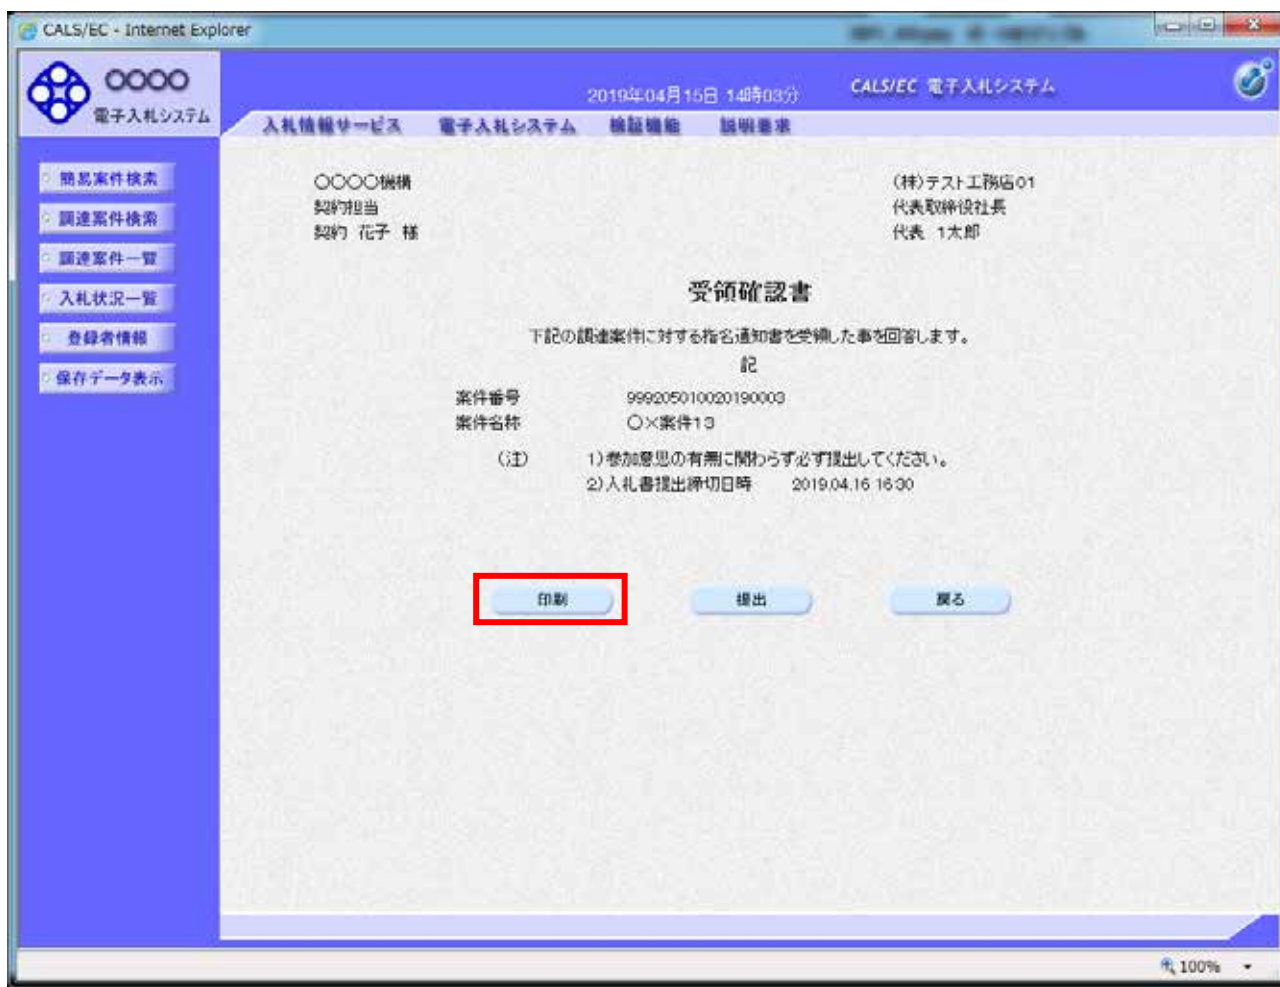 CALS/EC - Internet Explorer
〇〇〇〇
電子入札システム
2019年04月15日 14時03分
CALS/EC 電子入札システム
入札情報サービス 電子入札システム 検証機能 説明要求
簡易案件検索
調達案件検索
調達案件一覧
入札状況一覧
登録者情報
保存データ表示
〇〇〇〇機構
契約担当
契約 花子 様
(株)テスト工務店01
代表取締役社長
代表 1太郎
受領確認書
下記の調達案件に対する指名通知書を受領した事を回答します。
記
案件番号 999205010020190003
案件名称 〇×案件13
(注) 1)参加意思の有無に関わらず必ず提出してください。
2)入札書提出締切日時 2019.04.16 16:30
印刷 提出 戻る
100%